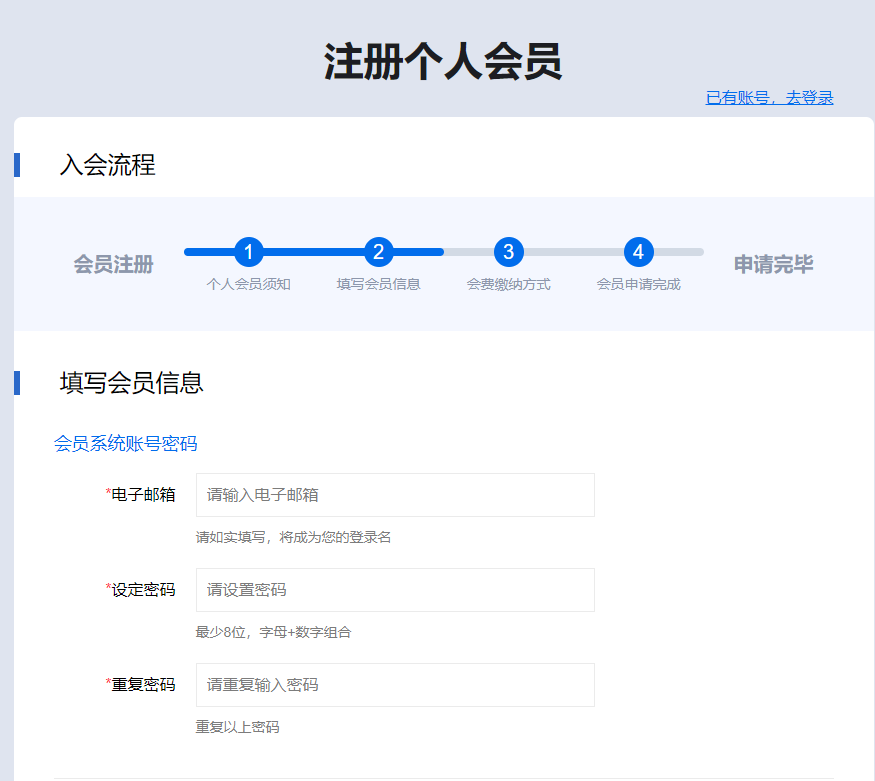 注册个人会员
已有账号，去登录
入会流程
会员注册
1
2
3
4
申请完毕
个人会员须知
填写会员信息
会费缴纳方式
会员申请完成
填写会员信息
会员系统账号密码
*电子邮箱 请输入电子邮箱
请如实填写，将成为您的登录名
*设定密码 请设置密码
最少8位，字母+数字组合
*重复密码 请重复输入密码
重复以上密码